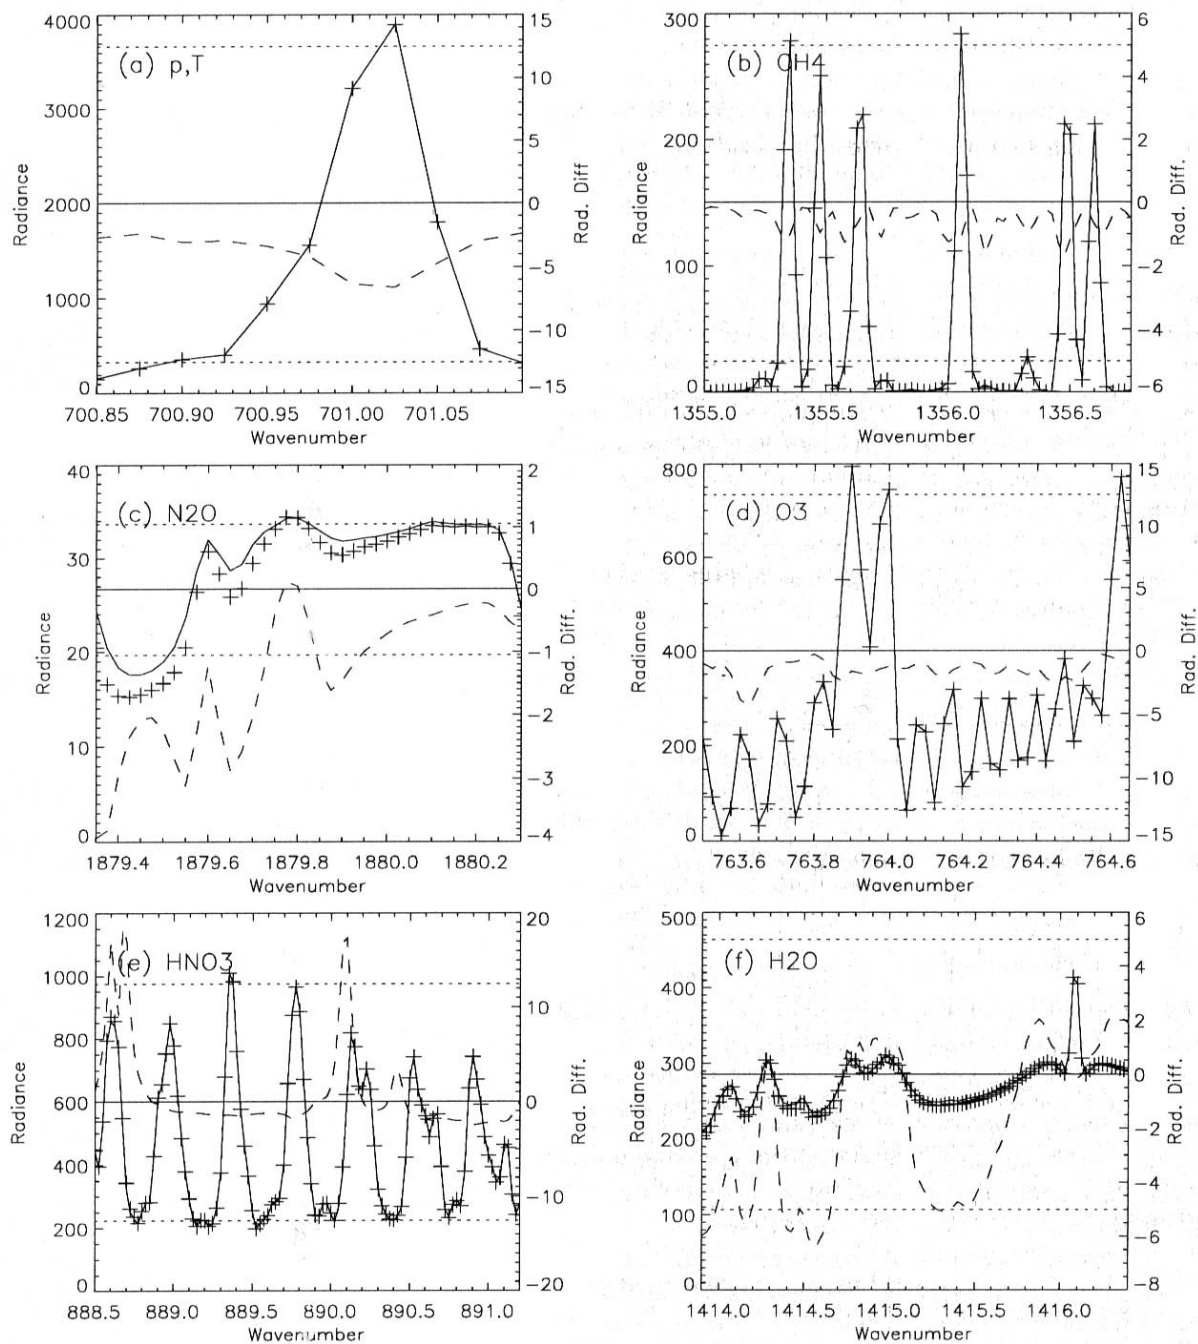 (a) p,T
4000
3000
2000
1000
0
Radiance
15
10
5
0
−5
−10
−15
Rad. Diff
700.85 700.90 700.95 701.00 701.05
Wavenumber
(b) CH4
300
200
100
0
Radiance
6
4
2
0
−2
−4
−6
Rad. Diff.
1355.0 1355.5 1356.0 1356.5
Wavenumber
(c) N2O
40
30
20
10
0
Radiance
2
1
0
−1
−2
−3
−4
Rad. Diff.
1879.4 1879.6 1879.8 1880.0 1880.2
Wavenumber
(d) O3
800
600
400
200
0
Radiance
15
10
5
0
−5
−10
−15
Rad. Diff.
763.6 763.8 764.0 764.2 764.4 764.6
Wavenumber
(e) HNO3
1200
1000
800
600
400
200
0
Radiance
20
10
0
−10
−20
Rad. Diff.
888.5 889.0 889.5 890.0 890.5 891.0
Wavenumber
(f) H2O
500
400
300
200
100
0
Radiance
6
4
2
0
−2
−4
−6
−8
Rad. Diff.
1414.0 1414.5 1415.0 1415.5 1416.0
Wavenumber